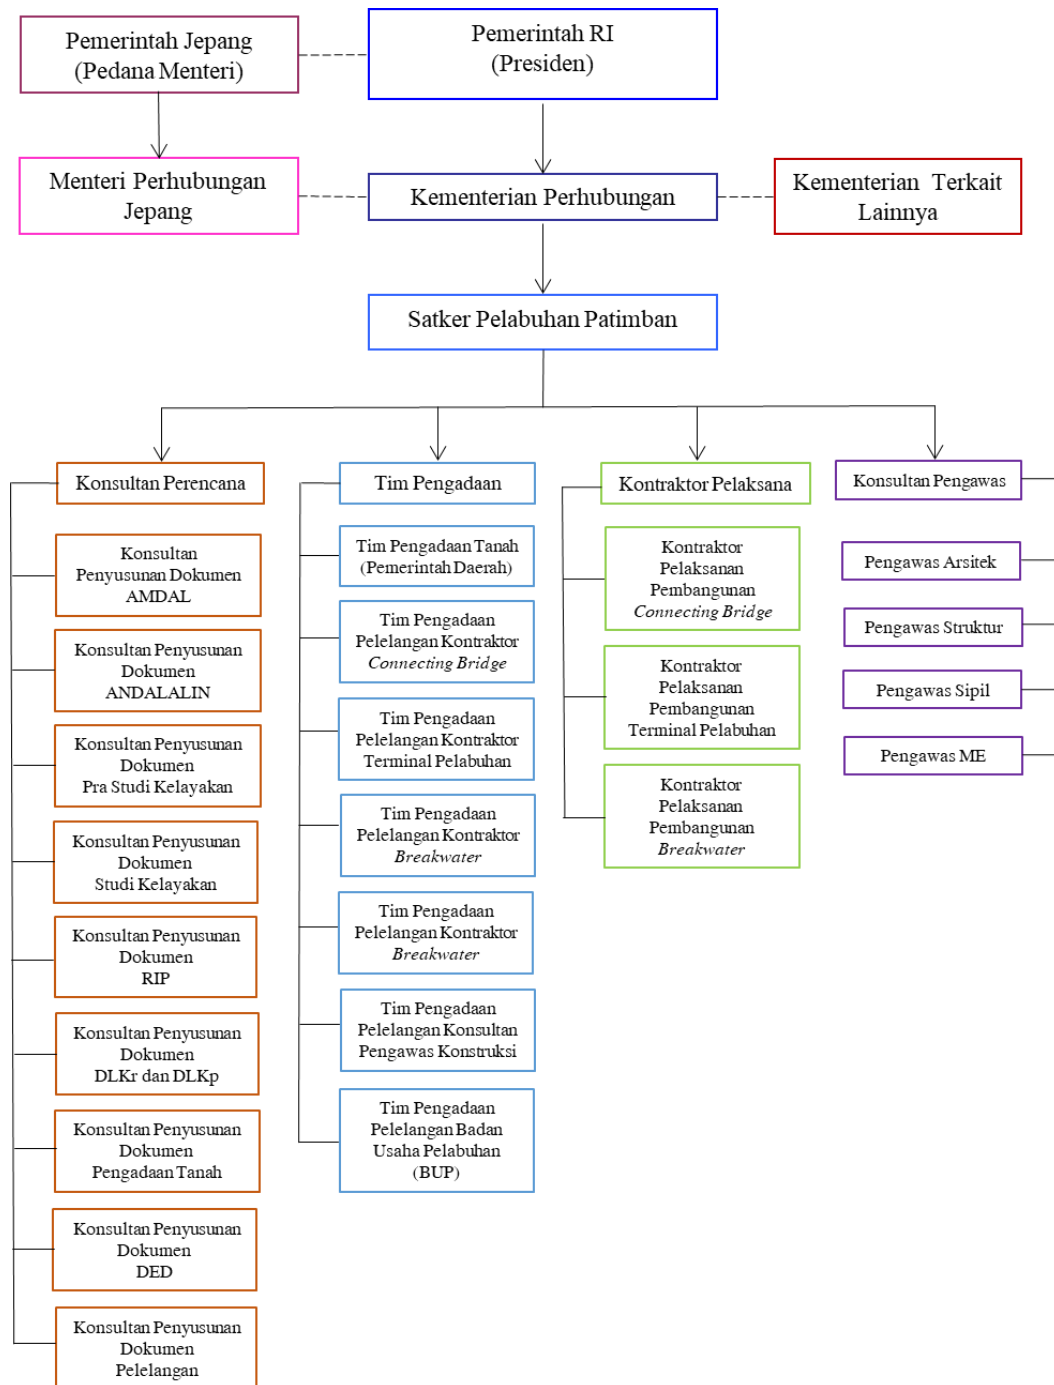 Pemerintah Jepang
(Pedana Menteri)
Pemerintah RI
(Presiden)
Menteri Perhubungan
Jepang
Kementerian Perhubungan
Kementerian Terkait
Lainnya
Satker Pelabuhan Patimban
Konsultan Perencana
Konsultan
Penyusunan Dokumen
AMDAL
Konsultan Penyusunan
Dokumen
ANDALALIN
Konsultan Penyusunan
Dokumen
Pra Studi Kelayakan
Konsultan Penyusunan
Dokumen
Studi Kelayakan
Konsultan Penyusunan
Dokumen
RIP
Konsultan Penyusunan
Dokumen
DLKr dan DLKp
Konsultan Penyusunan
Dokumen
Pengadaan Tanah
Konsultan Penyusunan
Dokumen
DED
Konsultan Penyusunan
Dokumen
Pelelangan
Tim Pengadaan
Tim Pengadaan Tanah
(Pemerintah Daerah)
Tim Pengadaan
Pelelangan Kontraktor
Connecting Bridge
Tim Pengadaan
Pelelangan Kontraktor
Terminal Pelabuhan
Tim Pengadaan
Pelelangan Kontraktor
Breakwater
Tim Pengadaan
Pelelangan Kontraktor
Breakwater
Tim Pengadaan
Pelelangan Konsultan
Pengawas Konstruksi
Tim Pengadaan
Pelelangan Badan
Usaha Pelabuhan
(BUP)
Kontraktor Pelaksana
Kontraktor
Pelaksanan
Pembangunan
Connecting Bridge
Kontraktor
Pelaksanan
Pembangunan
Terminal Pelabuhan
Kontraktor
Pelaksanan
Pembangunan
Breakwater
Konsultan Pengawas
Pengawas Arsitek
Pengawas Struktur
Pengawas Sipil
Pengawas ME